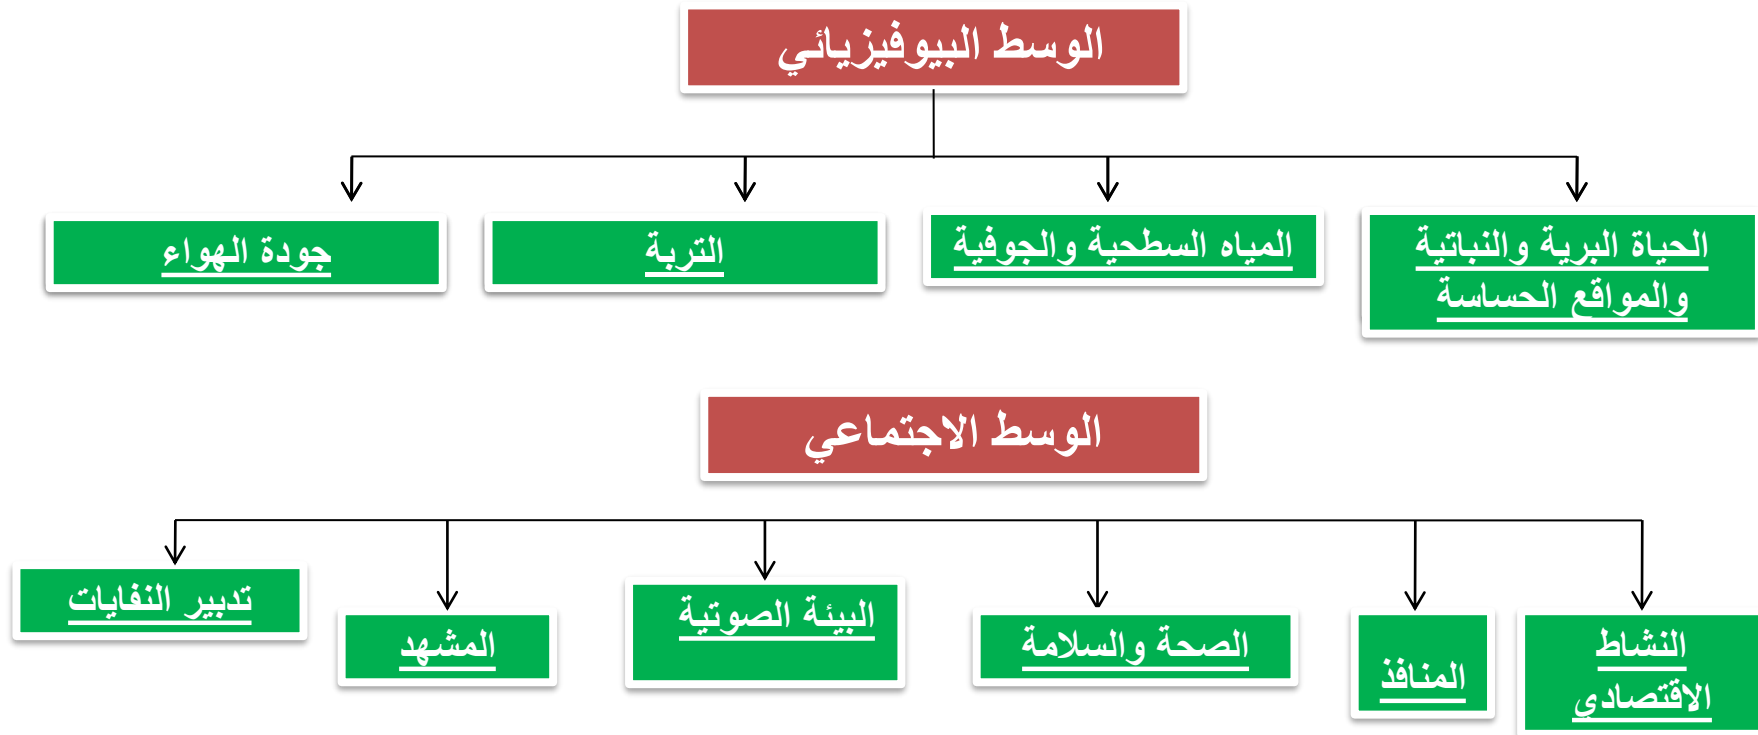 الوسط البيوفيزيائي
الحياة البرية والنباتية
والمواقع الحساسة
المياه السطحية والجوفية
التربة
جودة الهواء
الوسط الاجتماعي
النشاط
الاقتصادي
المنافذ
الصحة والسلامة
البيئة الصوتية
المشهد
تدبير النفايات